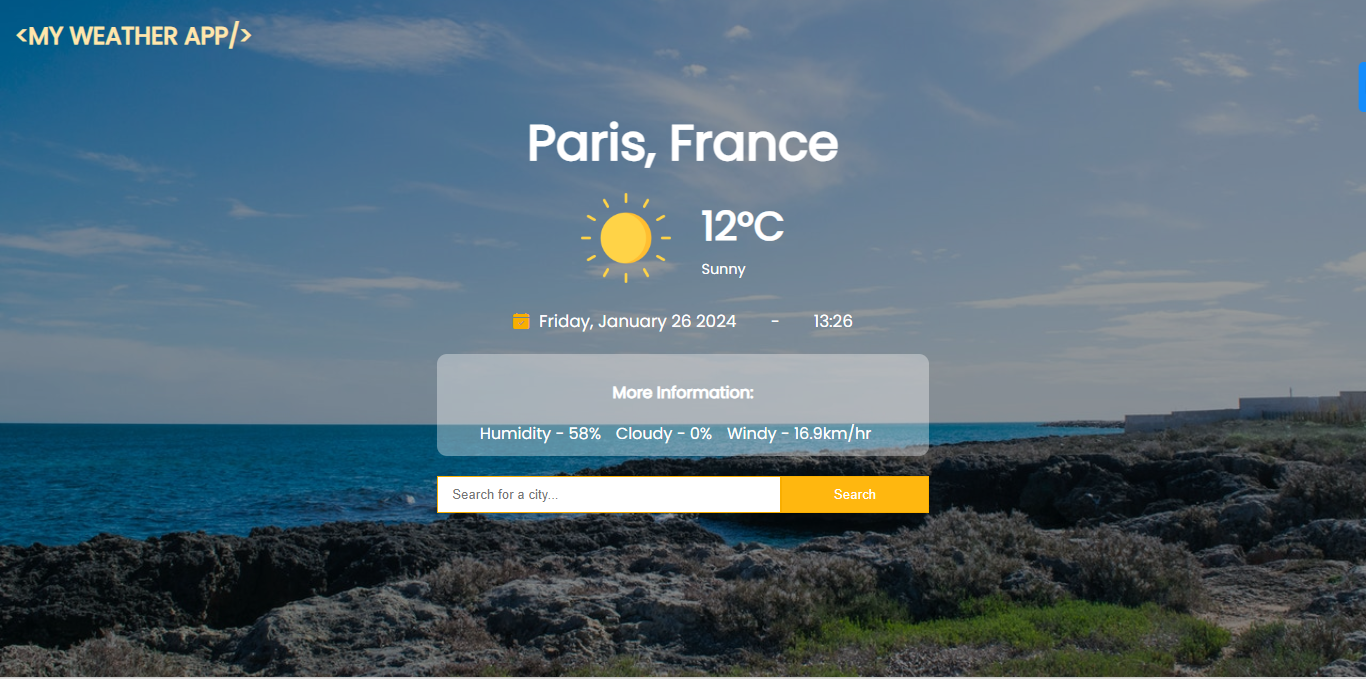 <MY WEATHER APP/>
Paris, France
12°C
Sunny
Friday, January 26 2024 - 13:26
More Information:
Humidity - 58% Cloudy - 0% Windy - 16.9km/hr
Search for a city... Search